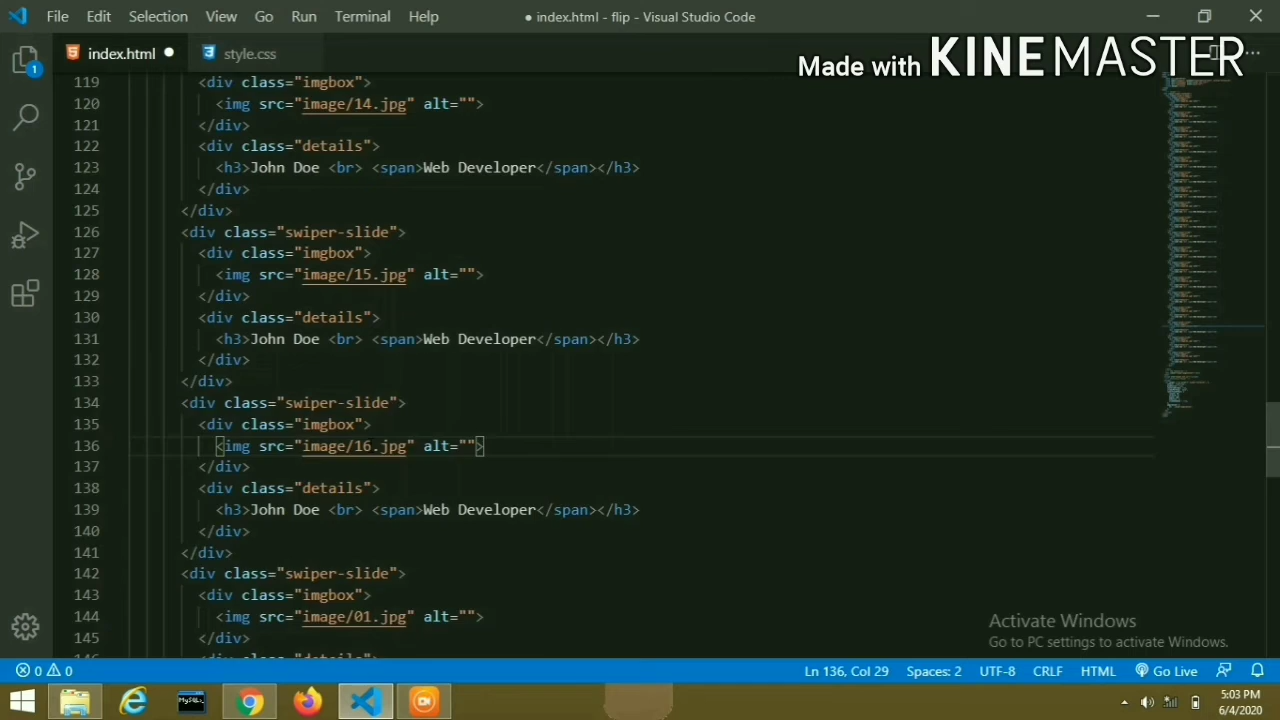 File Edit Selection View Go Run Terminal Help
● index.html - flip - Visual Studio Code
index.html ● style.css
Made with KINEMASTER
1
119 <div class="imgbox">
120 <img src="image/14.jpg" alt="">
121 </div>
122 <div class="details">
123 <h3>John Doe <br> <span>Web Developer</span></h3>
124 </div>
125 </div>
126 <div class="swiper-slide">
127 <div class="imgbox">
128 <img src="image/15.jpg" alt="">
129 </div>
130 <div class="details">
131 <h3>John Doe <br> <span>Web Developer</span></h3>
132 </div>
133 </div>
134 <div class="swiper-slide">
135 <div class="imgbox">
136 <img src="image/16.jpg" alt="">
137 </div>
138 <div class="details">
139 <h3>John Doe <br> <span>Web Developer</span></h3>
140 </div>
141 </div>
142 <div class="swiper-slide">
143 <div class="imgbox">
144 <img src="image/01.jpg" alt="">
145 </div>
146 <div class="details">
Activate Windows
Go to PC settings to activate Windows.
0 0 Ln 136, Col 29 Spaces: 2 UTF-8 CRLF HTML Go Live
MySQL
5:03 PM
6/4/2020